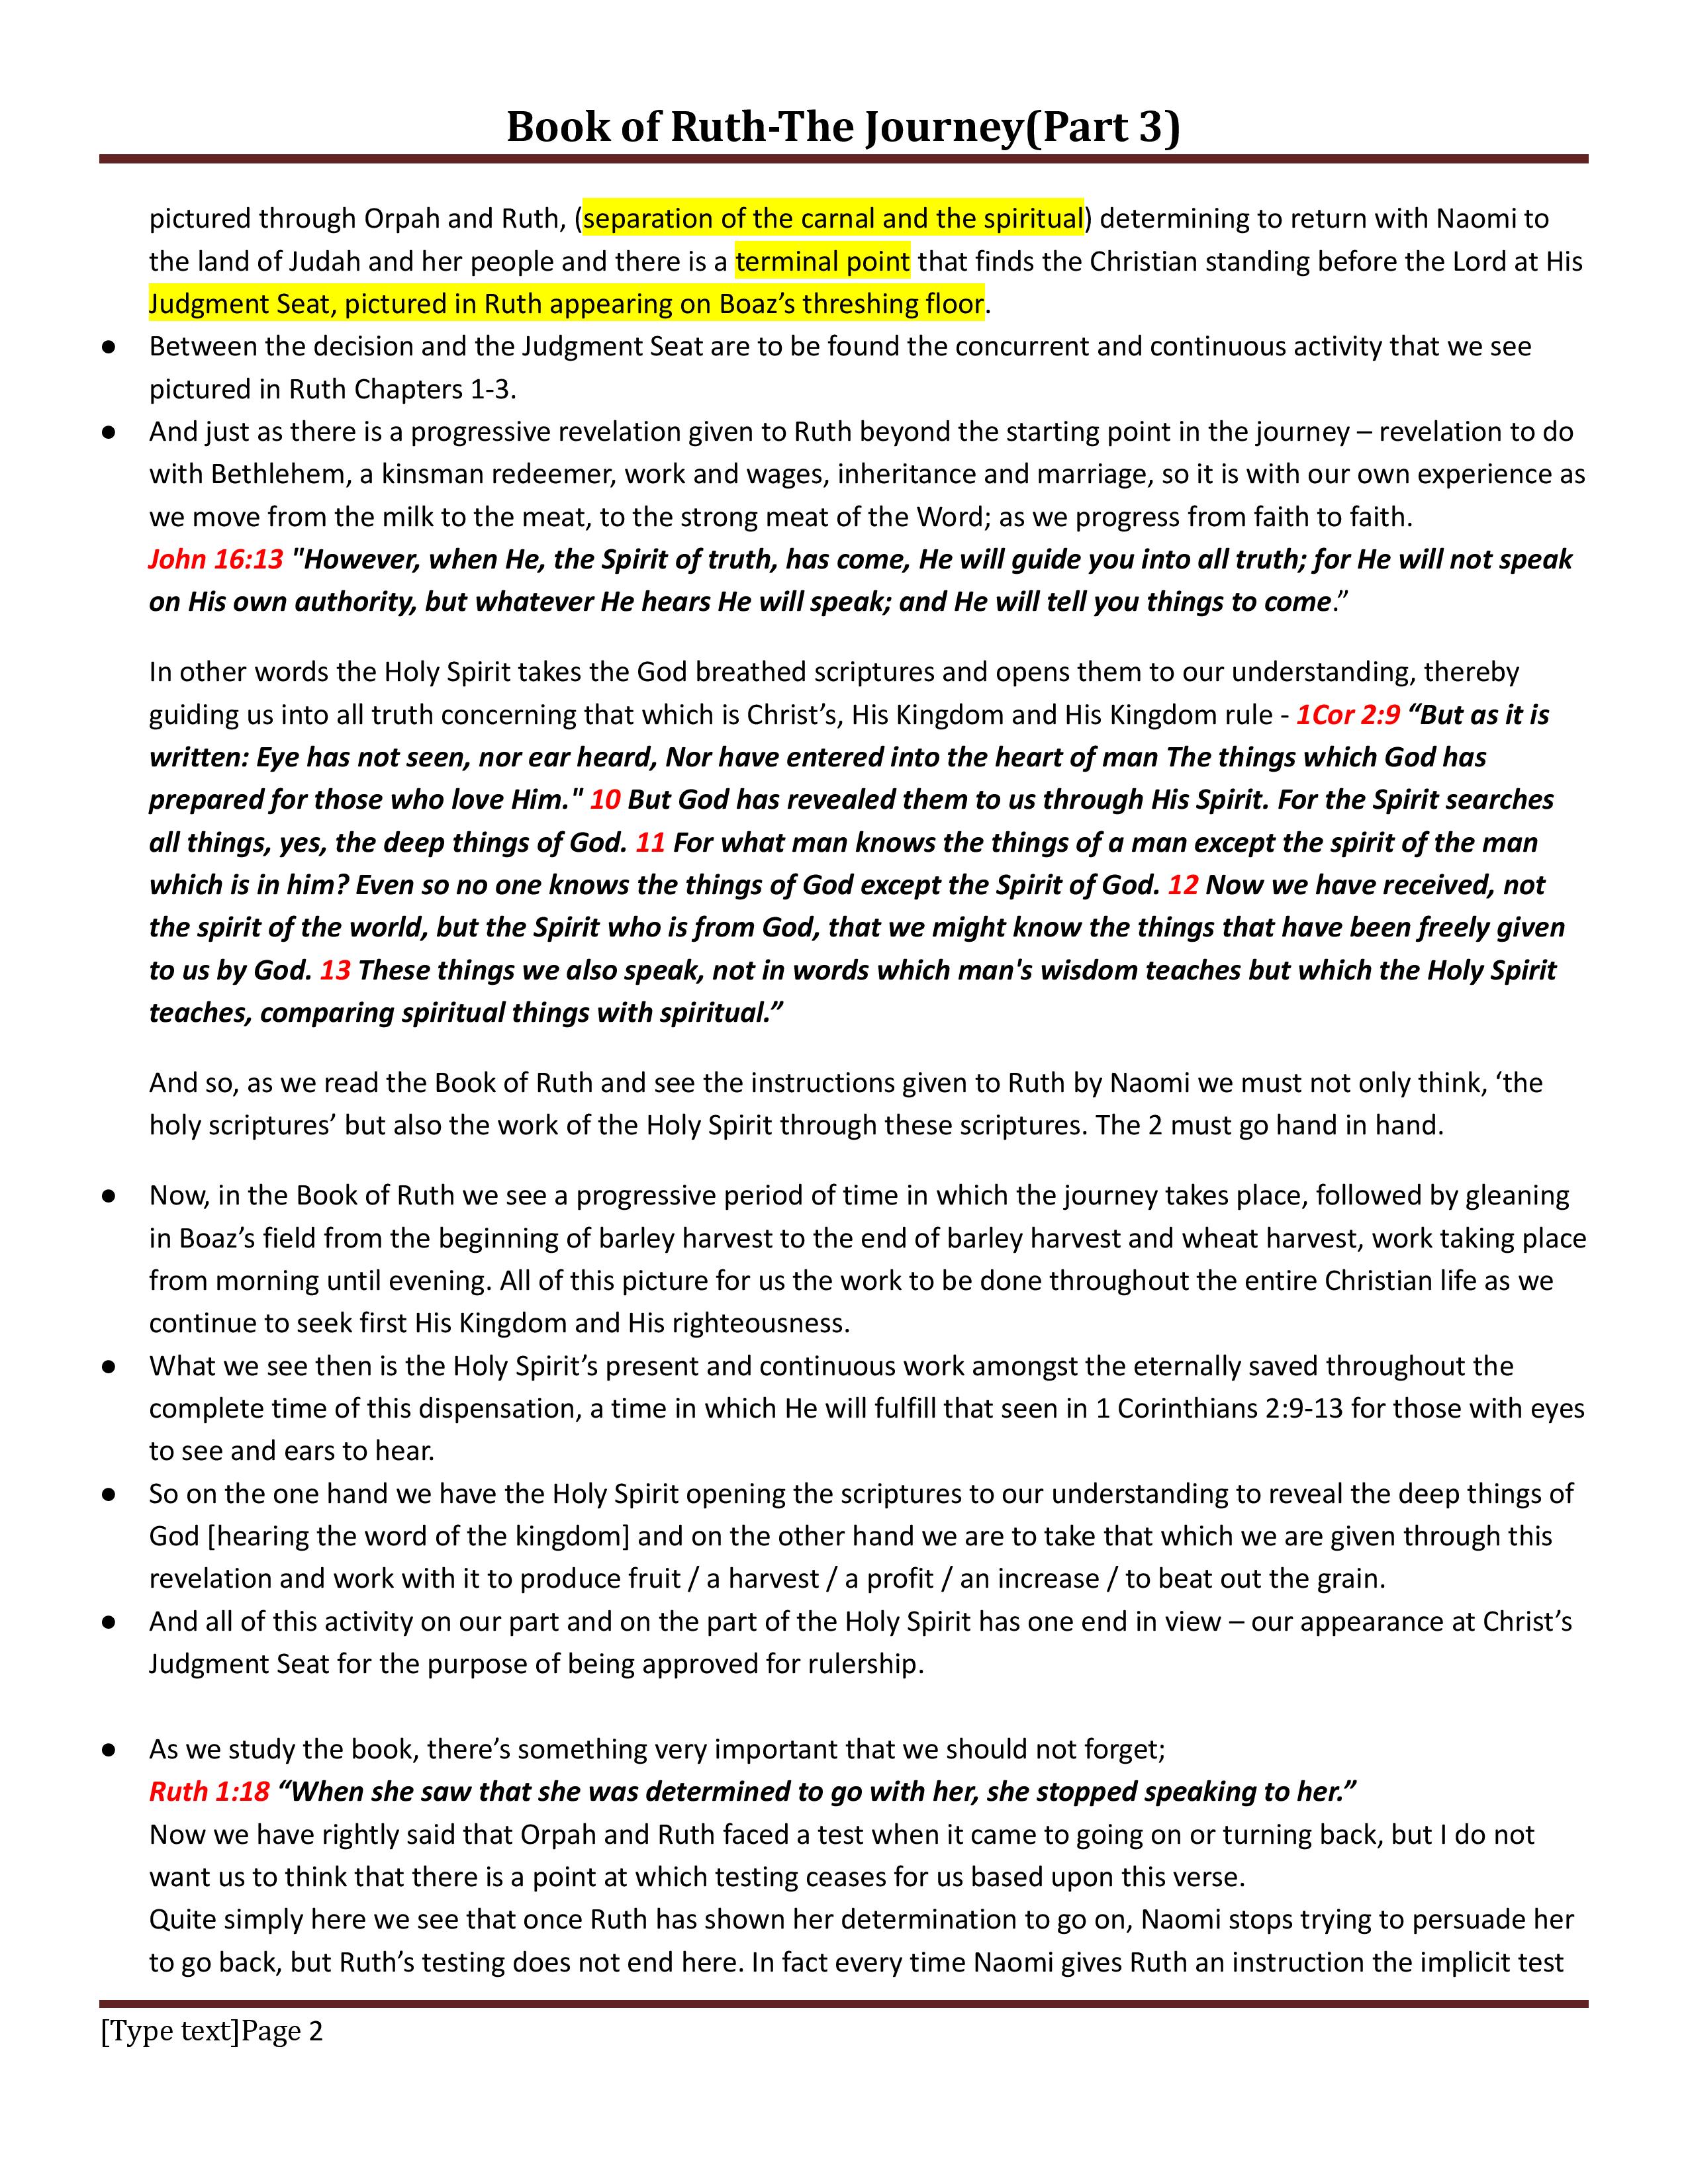 Book of Ruth-The Journey(Part 3)
pictured through Orpah and Ruth, (separation of the carnal and the spiritual) determining to return with Naomi to
the land of Judah and her people and there is a terminal point that finds the Christian standing before the Lord at His
Judgment Seat, pictured in Ruth appearing on Boaz’s threshing floor.
● Between the decision and the Judgment Seat are to be found the concurrent and continuous activity that we see
pictured in Ruth Chapters 1-3.
● And just as there is a progressive revelation given to Ruth beyond the starting point in the journey – revelation to do
with Bethlehem, a kinsman redeemer, work and wages, inheritance and marriage, so it is with our own experience as
we move from the milk to the meat, to the strong meat of the Word; as we progress from faith to faith.
John 16:13 "However, when He, the Spirit of truth, has come, He will guide you into all truth; for He will not speak
on His own authority, but whatever He hears He will speak; and He will tell you things to come.”
In other words the Holy Spirit takes the God breathed scriptures and opens them to our understanding, thereby
guiding us into all truth concerning that which is Christ’s, His Kingdom and His Kingdom rule - 1Cor 2:9 “But as it is
written: Eye has not seen, nor ear heard, Nor have entered into the heart of man The things which God has
prepared for those who love Him." 10 But God has revealed them to us through His Spirit. For the Spirit searches
all things, yes, the deep things of God. 11 For what man knows the things of a man except the spirit of the man
which is in him? Even so no one knows the things of God except the Spirit of God. 12 Now we have received, not
the spirit of the world, but the Spirit who is from God, that we might know the things that have been freely given
to us by God. 13 These things we also speak, not in words which man's wisdom teaches but which the Holy Spirit
teaches, comparing spiritual things with spiritual.”
And so, as we read the Book of Ruth and see the instructions given to Ruth by Naomi we must not only think, ‘the
holy scriptures’ but also the work of the Holy Spirit through these scriptures. The 2 must go hand in hand.
● Now, in the Book of Ruth we see a progressive period of time in which the journey takes place, followed by gleaning
in Boaz’s field from the beginning of barley harvest to the end of barley harvest and wheat harvest, work taking place
from morning until evening. All of this picture for us the work to be done throughout the entire Christian life as we
continue to seek first His Kingdom and His righteousness.
● What we see then is the Holy Spirit’s present and continuous work amongst the eternally saved throughout the
complete time of this dispensation, a time in which He will fulfill that seen in 1 Corinthians 2:9-13 for those with eyes
to see and ears to hear.
● So on the one hand we have the Holy Spirit opening the scriptures to our understanding to reveal the deep things of
God [hearing the word of the kingdom] and on the other hand we are to take that which we are given through this
revelation and work with it to produce fruit / a harvest / a profit / an increase / to beat out the grain.
● And all of this activity on our part and on the part of the Holy Spirit has one end in view – our appearance at Christ’s
Judgment Seat for the purpose of being approved for rulership.
● As we study the book, there’s something very important that we should not forget;
Ruth 1:18 “When she saw that she was determined to go with her, she stopped speaking to her.”
Now we have rightly said that Orpah and Ruth faced a test when it came to going on or turning back, but I do not
want us to think that there is a point at which testing ceases for us based upon this verse.
Quite simply here we see that once Ruth has shown her determination to go on, Naomi stops trying to persuade her
to go back, but Ruth’s testing does not end here. In fact every time Naomi gives Ruth an instruction the implicit test
[Type text]Page 2